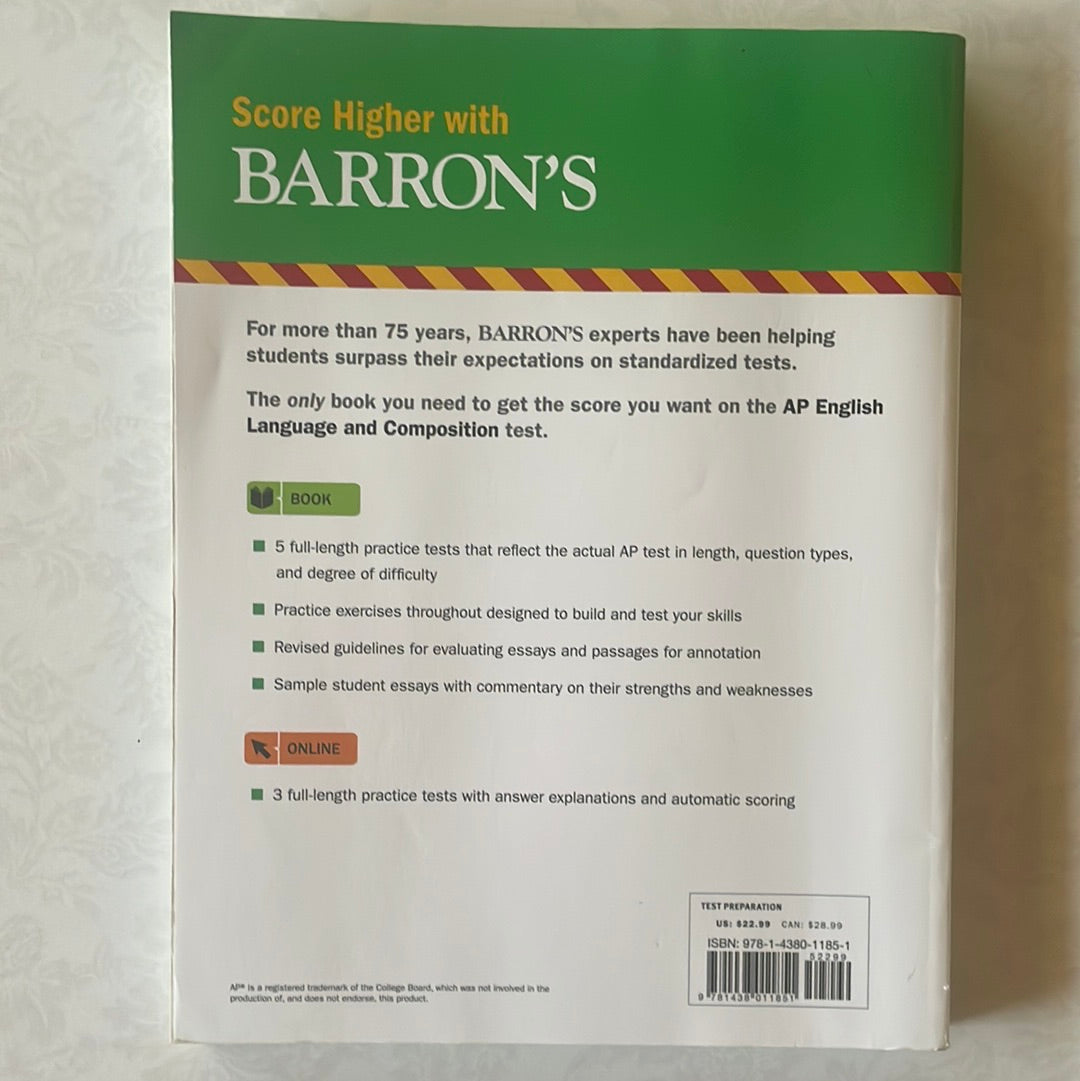 Score Higher with
BARRON'S
For more than 75 years, BARRON'S experts have been helping
students surpass their expectations on standardized tests.
The only book you need to get the score you want on the AP English
Language and Composition test.
BOOK
5 full-length practice tests that reflect the actual AP test in length, question types,
and degree of difficulty
Practice exercises throughout designed to build and test your skills
Revised guidelines for evaluating essays and passages for annotation
Sample student essays with commentary on their strengths and weaknesses
ONLINE
3 full-length practice tests with answer explanations and automatic scoring
TEST PREPARATION
US: $22.99 CAN: $28.99
ISBN: 978-1-4380-1185-1
52299
9 781438 011851
AP® is a registered trademark of the College Board, which was not involved in the
production of, and does not endorse, this product.